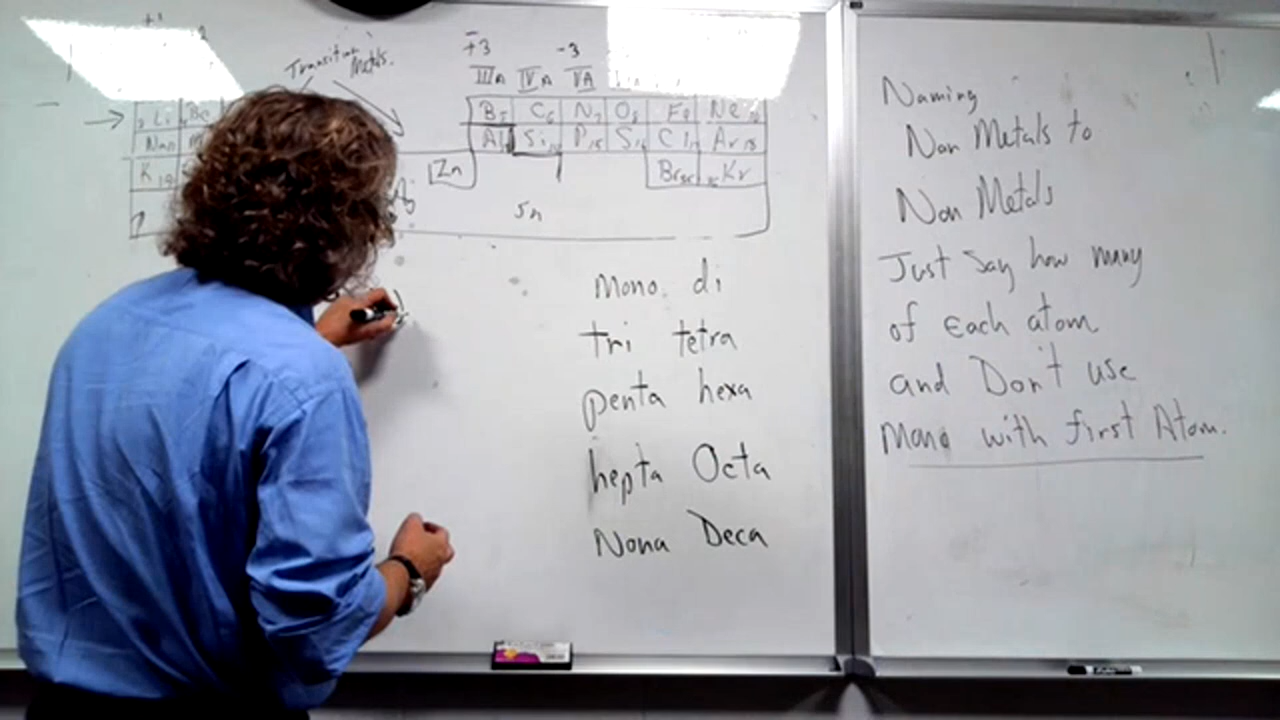 Transition
Metals.
+3 -3
IIIA IVA VA
Li Be B5 C6 N7 O8 F9 Ne10
Al Si14 P15 S16 Cl17 Ar18
K19 Zn Br35 Kr
Sn
Mono di
tri tetra
penta hexa
hepta Octa
Nona Deca
Naming
Non Metals to
Non Metals
Just say how many
of Each atom
and Don't use
Mono with first Atom.